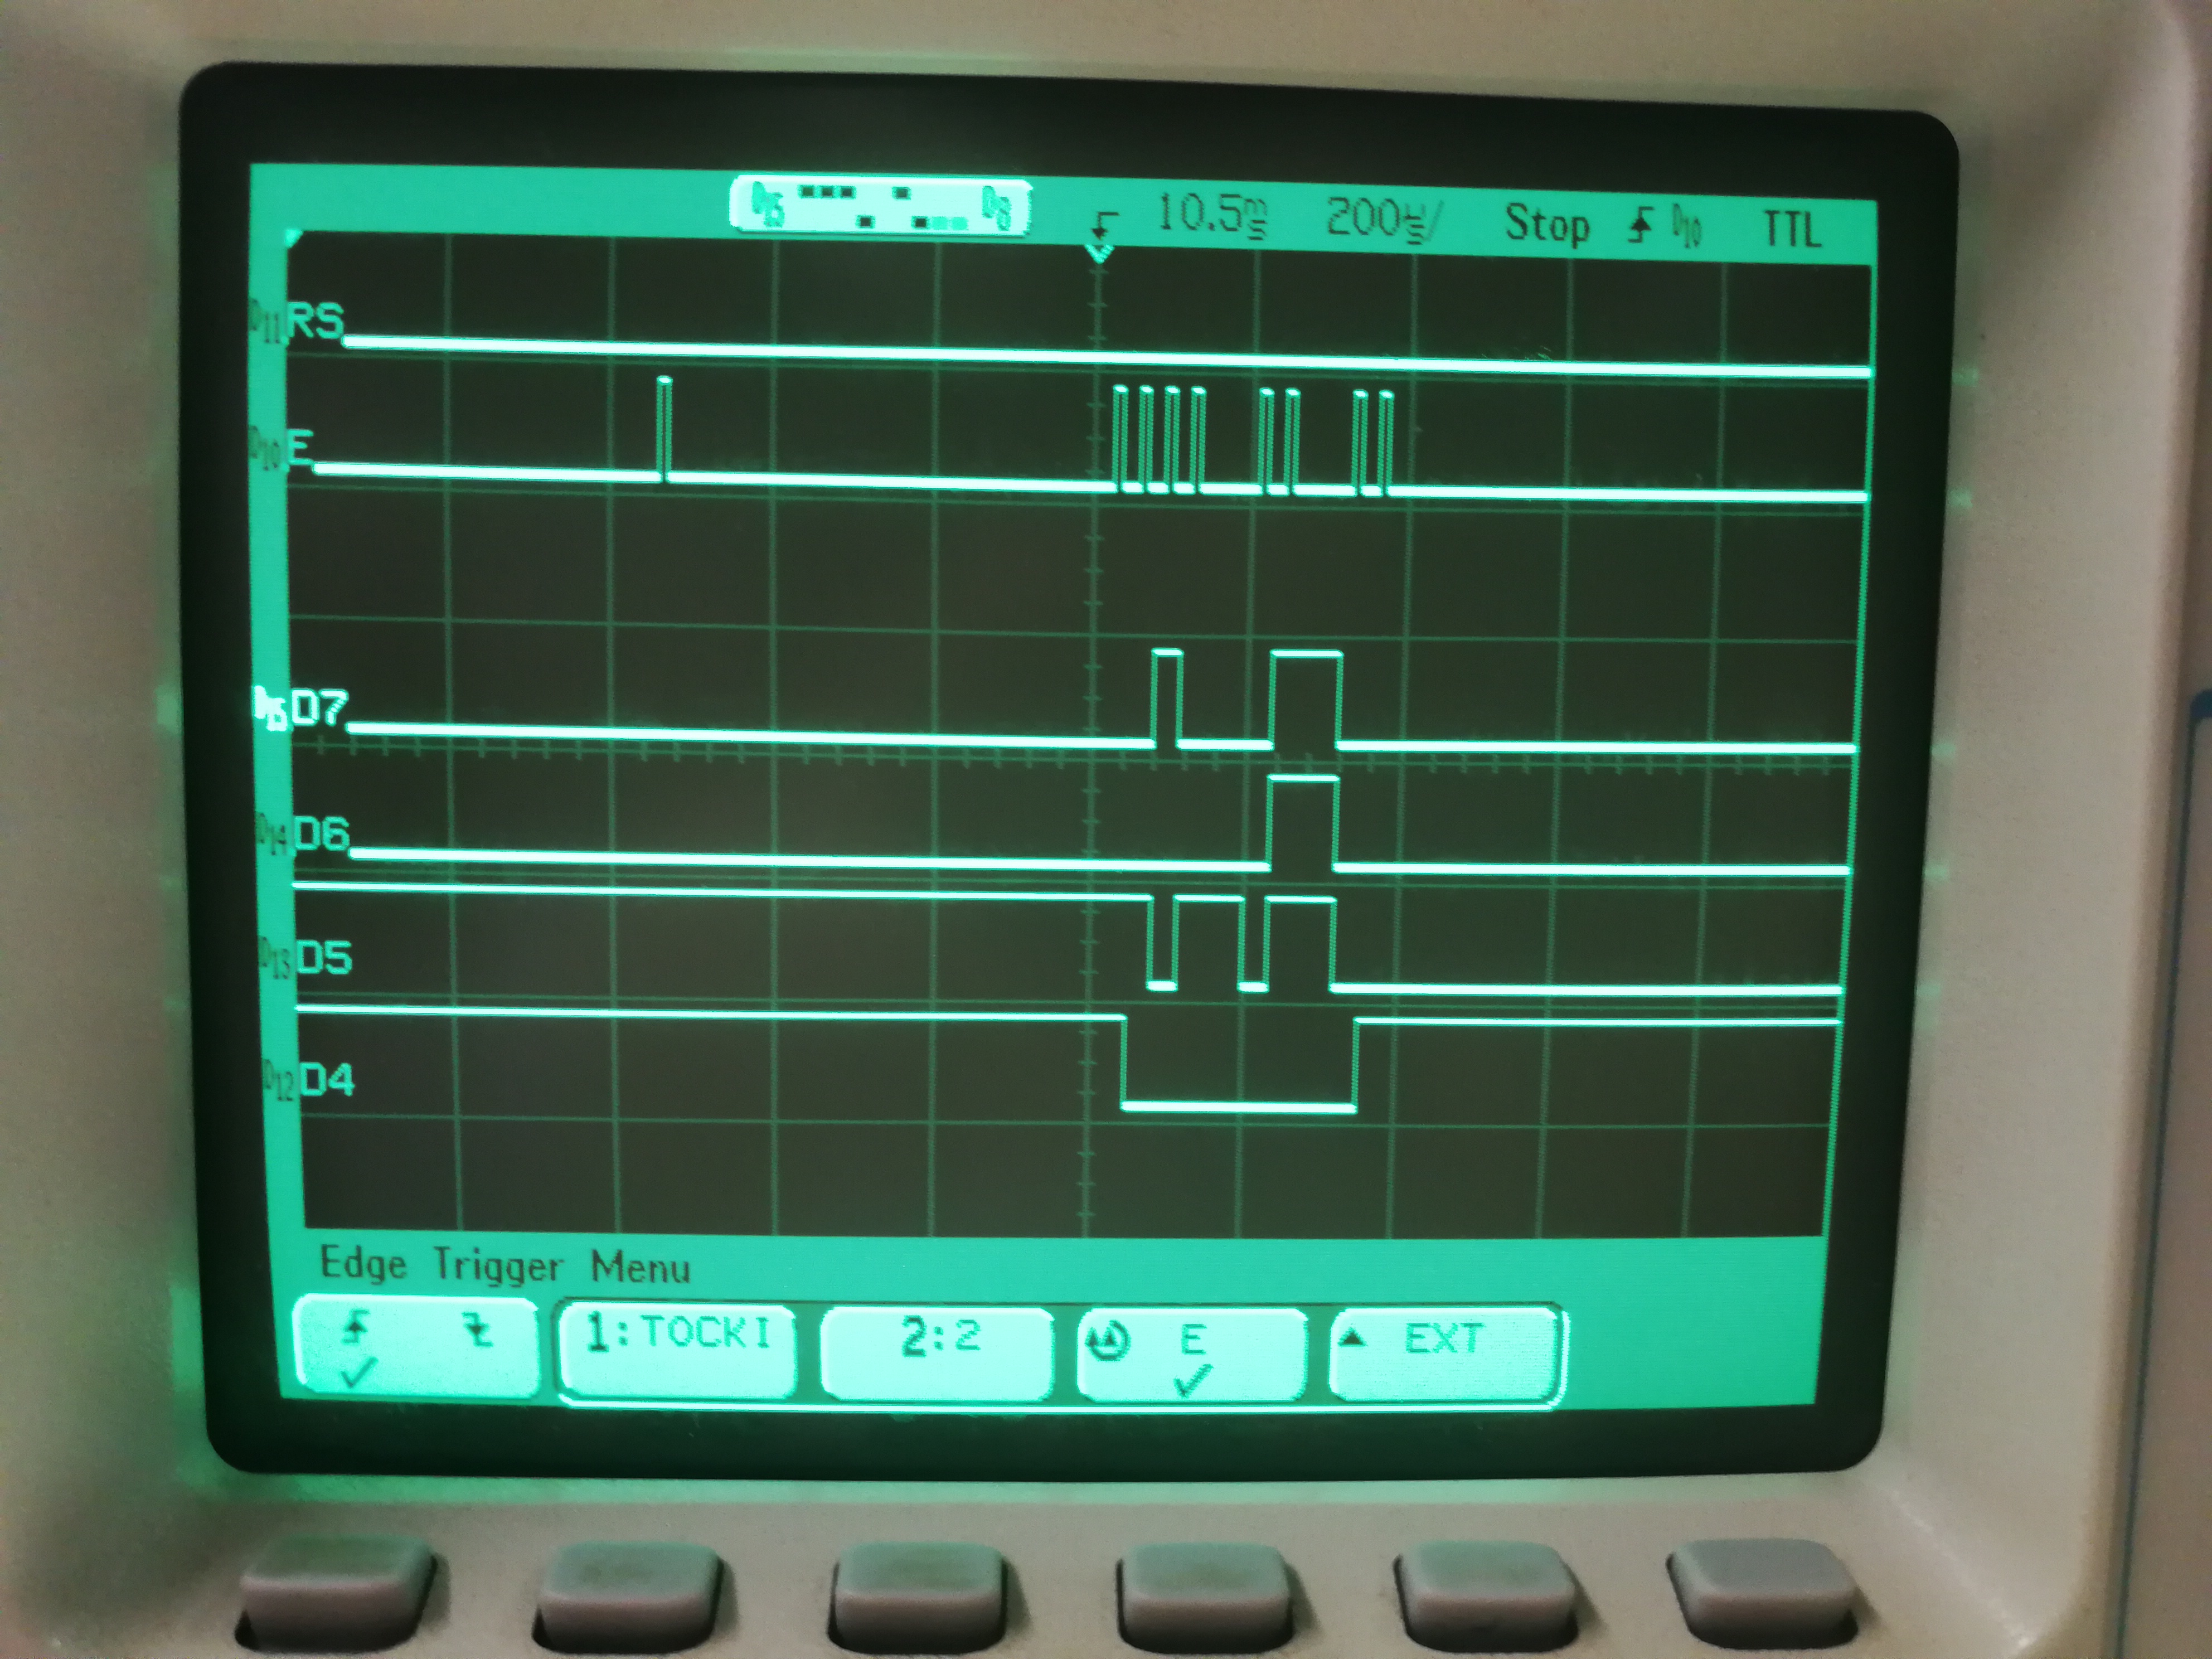 D15 D8 10.5ms 200µs/ Stop D10 TTL
D11 RS
D10 E
D15 D7
D14 D6
D13 D5
D12 D4
Edge Trigger Menu
1:TOCKI 2:2 E EXT